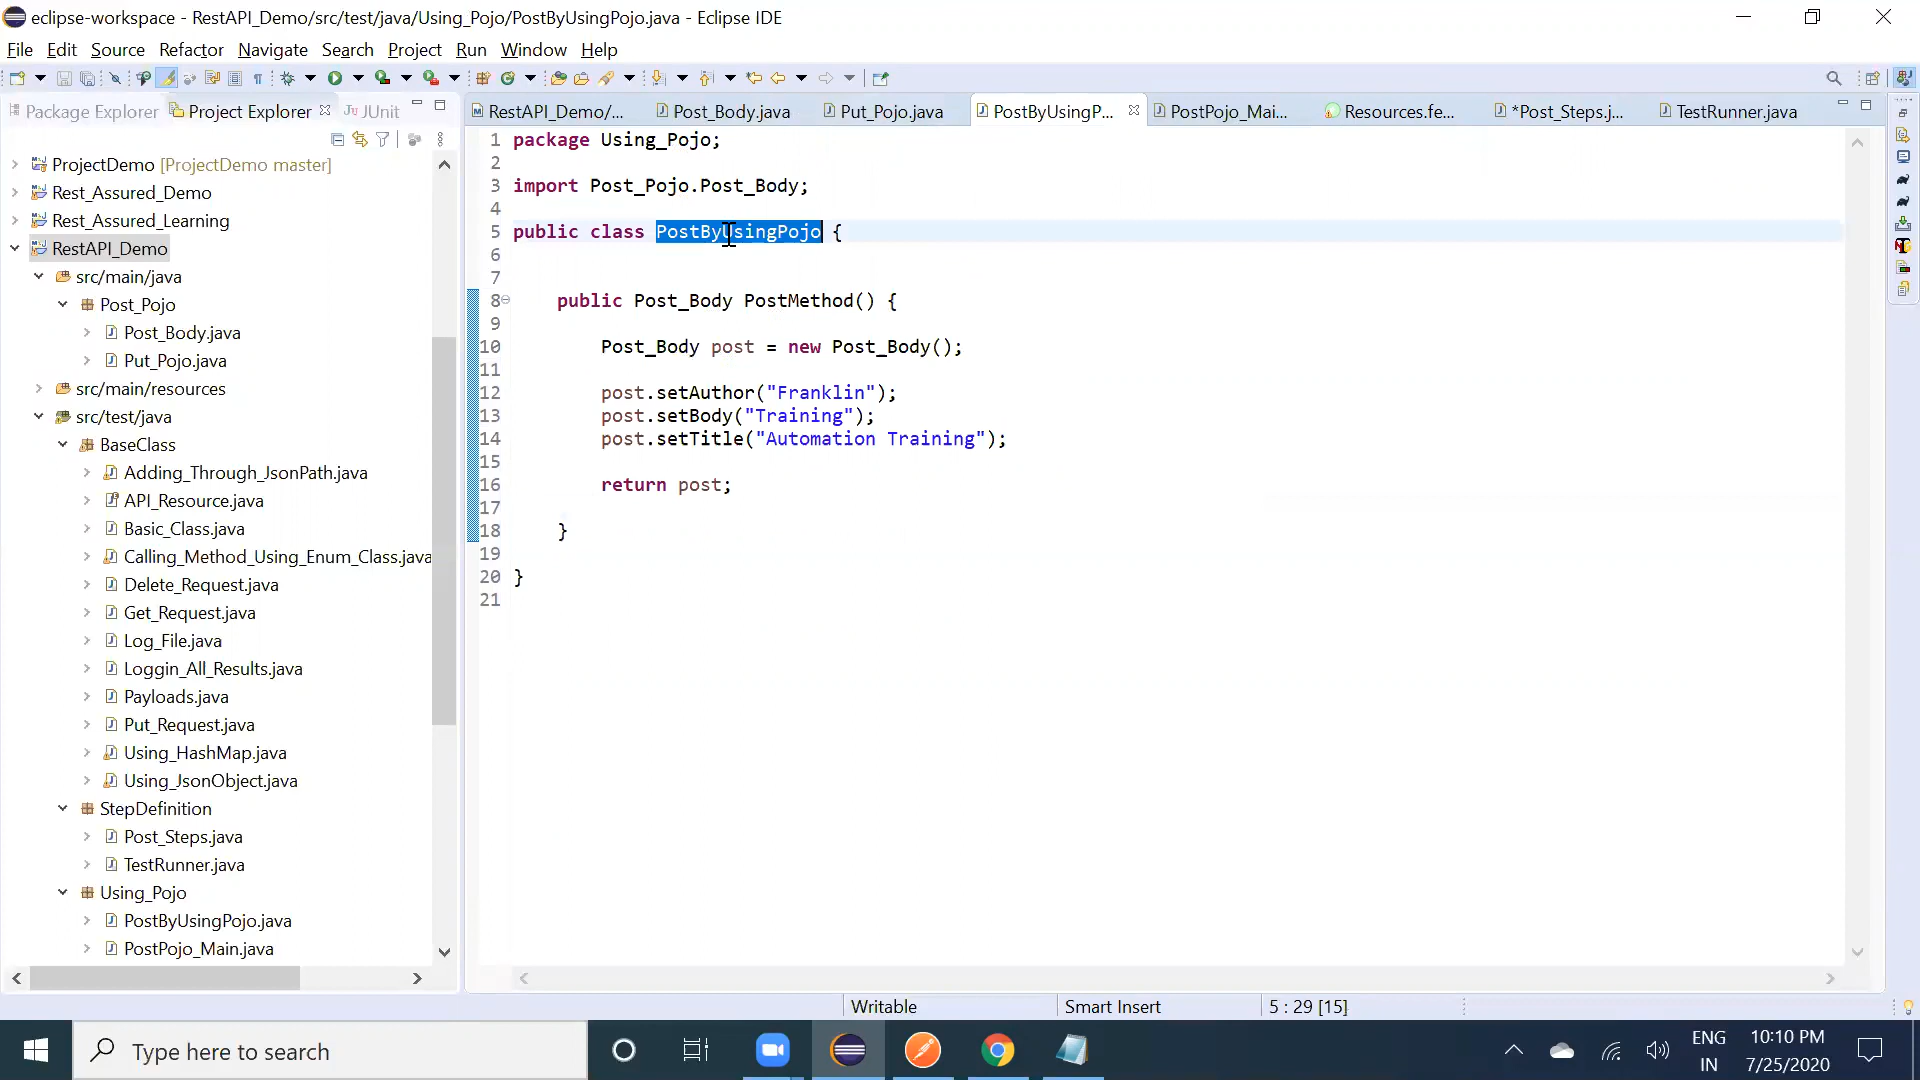 eclipse-workspace - RestAPI_Demo/src/test/java/Using_Pojo/PostByUsingPojo.java - Eclipse IDE
File Edit Source Refactor Navigate Search Project Run Window Help
Package Explorer Project Explorer JUnit
RestAPI_Demo/... Post_Body.java Put_Pojo.java PostByUsingP... PostPojo_Mai... Resources.fe... *Post_Steps.j... TestRunner.java
ProjectDemo [ProjectDemo master]
Rest_Assured_Demo
Rest_Assured_Learning
RestAPI_Demo
src/main/java
Post_Pojo
Post_Body.java
Put_Pojo.java
src/main/resources
src/test/java
BaseClass
Adding_Through_JsonPath.java
API_Resource.java
Basic_Class.java
Calling_Method_Using_Enum_Class.java
Delete_Request.java
Get_Request.java
Log_File.java
Loggin_All_Results.java
Payloads.java
Put_Request.java
Using_HashMap.java
Using_JsonObject.java
StepDefinition
Post_Steps.java
TestRunner.java
Using_Pojo
PostByUsingPojo.java
PostPojo_Main.java
1 package Using_Pojo;
2
3 import Post_Pojo.Post_Body;
4
5 public class PostByUsingPojo {
6
7
8 public Post_Body PostMethod() {
9
10 Post_Body post = new Post_Body();
11
12 post.setAuthor("Franklin");
13 post.setBody("Training");
14 post.setTitle("Automation Training");
15
16 return post;
17
18 }
19
20 }
21
Writable Smart Insert 5 : 29 [15]
Type here to search
ENG
IN
10:10 PM
7/25/2020